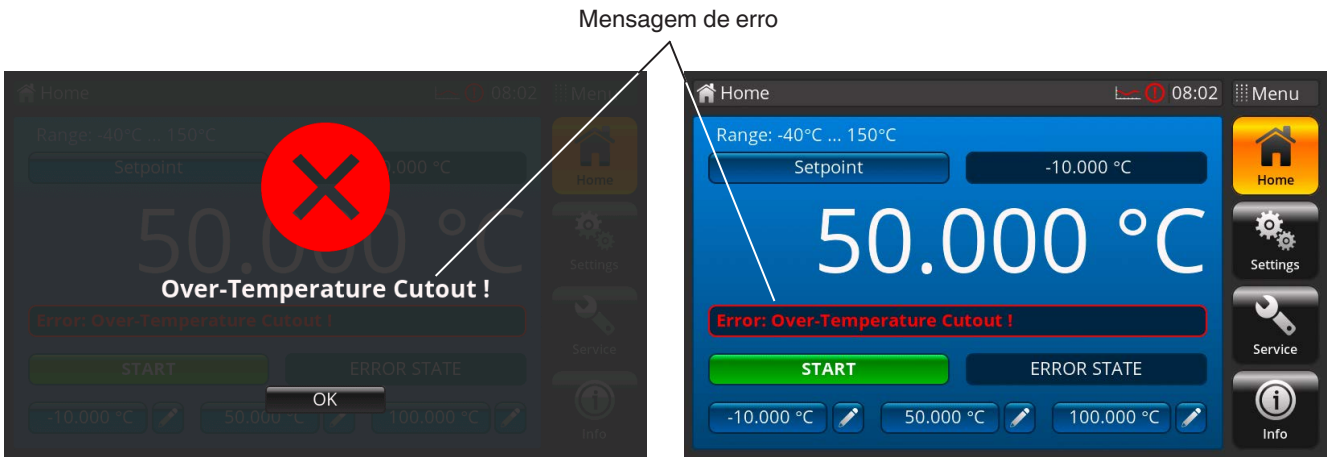 Mensagem de erro
Home
08:02
Menu
Range: -40°C ... 150°C
Setpoint
.000 °C
Home
50.000 °C
Settings
Over-Temperature Cutout !
Error: Over-Temperature Cutout !
Service
START
ERROR STATE
OK
-10.000 °C
50.000 °C
100.000 °C
Info
Home
08:02
Menu
Range: -40°C ... 150°C
Setpoint
-10.000 °C
Home
50.000 °C
Settings
Error: Over-Temperature Cutout !
Service
START
ERROR STATE
-10.000 °C
50.000 °C
100.000 °C
Info